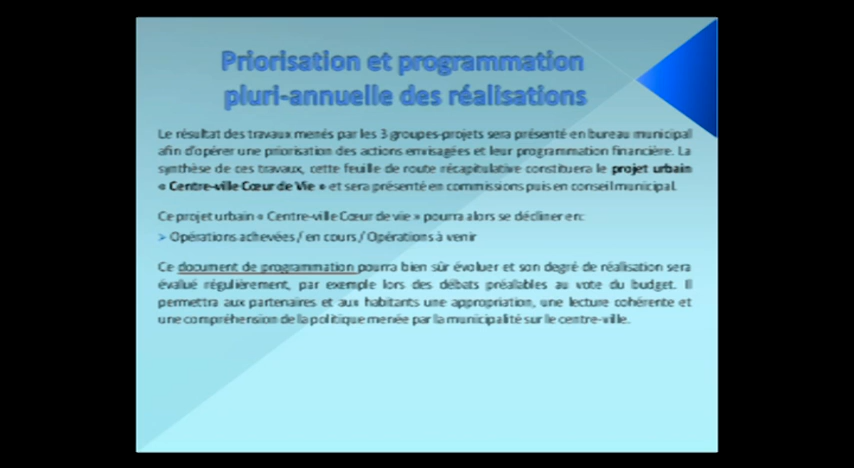 Priorisation et programmation
pluri-annuelle des réalisations
Le résultat des travaux menés par les 3 groupes-projets sera présenté en bureau municipal
afin d'opérer une priorisation des actions envisagées et leur programmation financière. La
synthèse de ces travaux, cette feuille de route récapitulative constituera le projet urbain
« Centre-ville Cœur de Vie » et sera présenté en commissions puis en conseil municipal.
Ce projet urbain « Centre-ville Cœur de vie » pourra alors se décliner en:
➢ Opérations achevées / en cours / Opérations à venir
Ce document de programmation pourra bien sûr évoluer et son degré de réalisation sera
évalué régulièrement, par exemple lors des débats préalables au vote du budget. Il
permettra aux partenaires et aux habitants une appropriation, une lecture cohérente et
une compréhension de la politique menée par la municipalité sur le centre-ville.